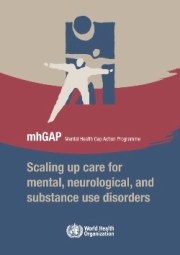 mhGAP Mental Health Gap Action Programme
Scaling up care for
mental, neurological, and
substance use disorders
World Health
Organization